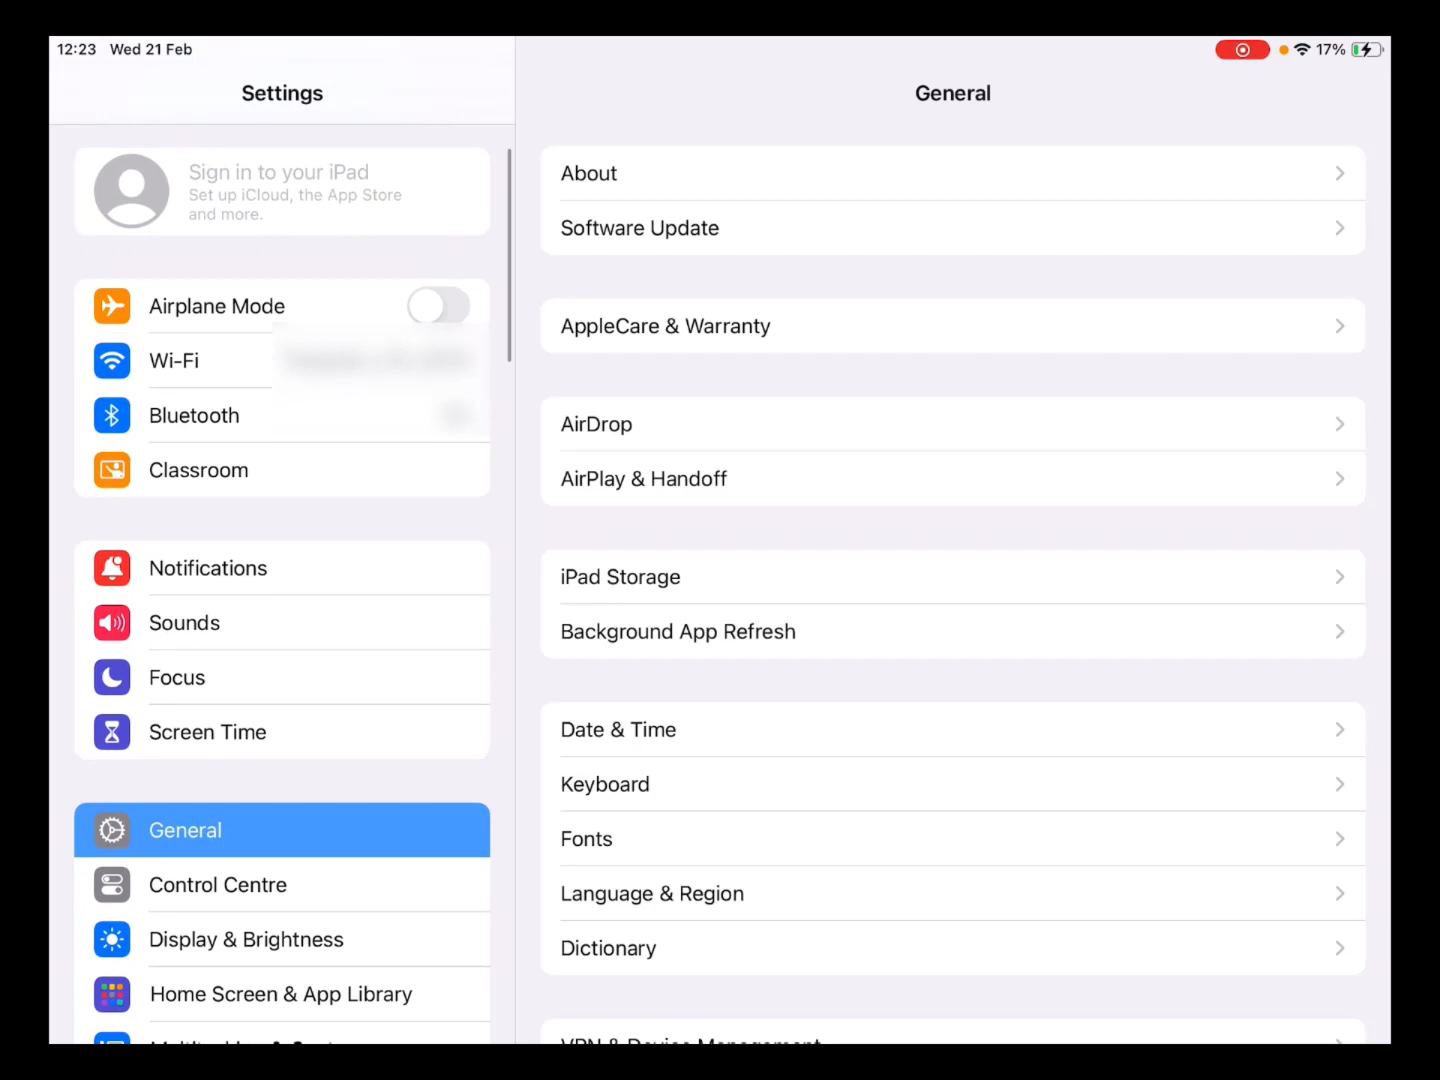 12:23 Wed 21 Feb
17%
Settings
Sign in to your iPad
Set up iCloud, the App Store
and more.
Airplane Mode
Wi-Fi
Bluetooth
Classroom
Notifications
Sounds
Focus
Screen Time
General
Control Centre
Display & Brightness
Home Screen & App Library
General
About
Software Update
AppleCare & Warranty
AirDrop
AirPlay & Handoff
iPad Storage
Background App Refresh
Date & Time
Keyboard
Fonts
Language & Region
Dictionary
VPN & Device Management